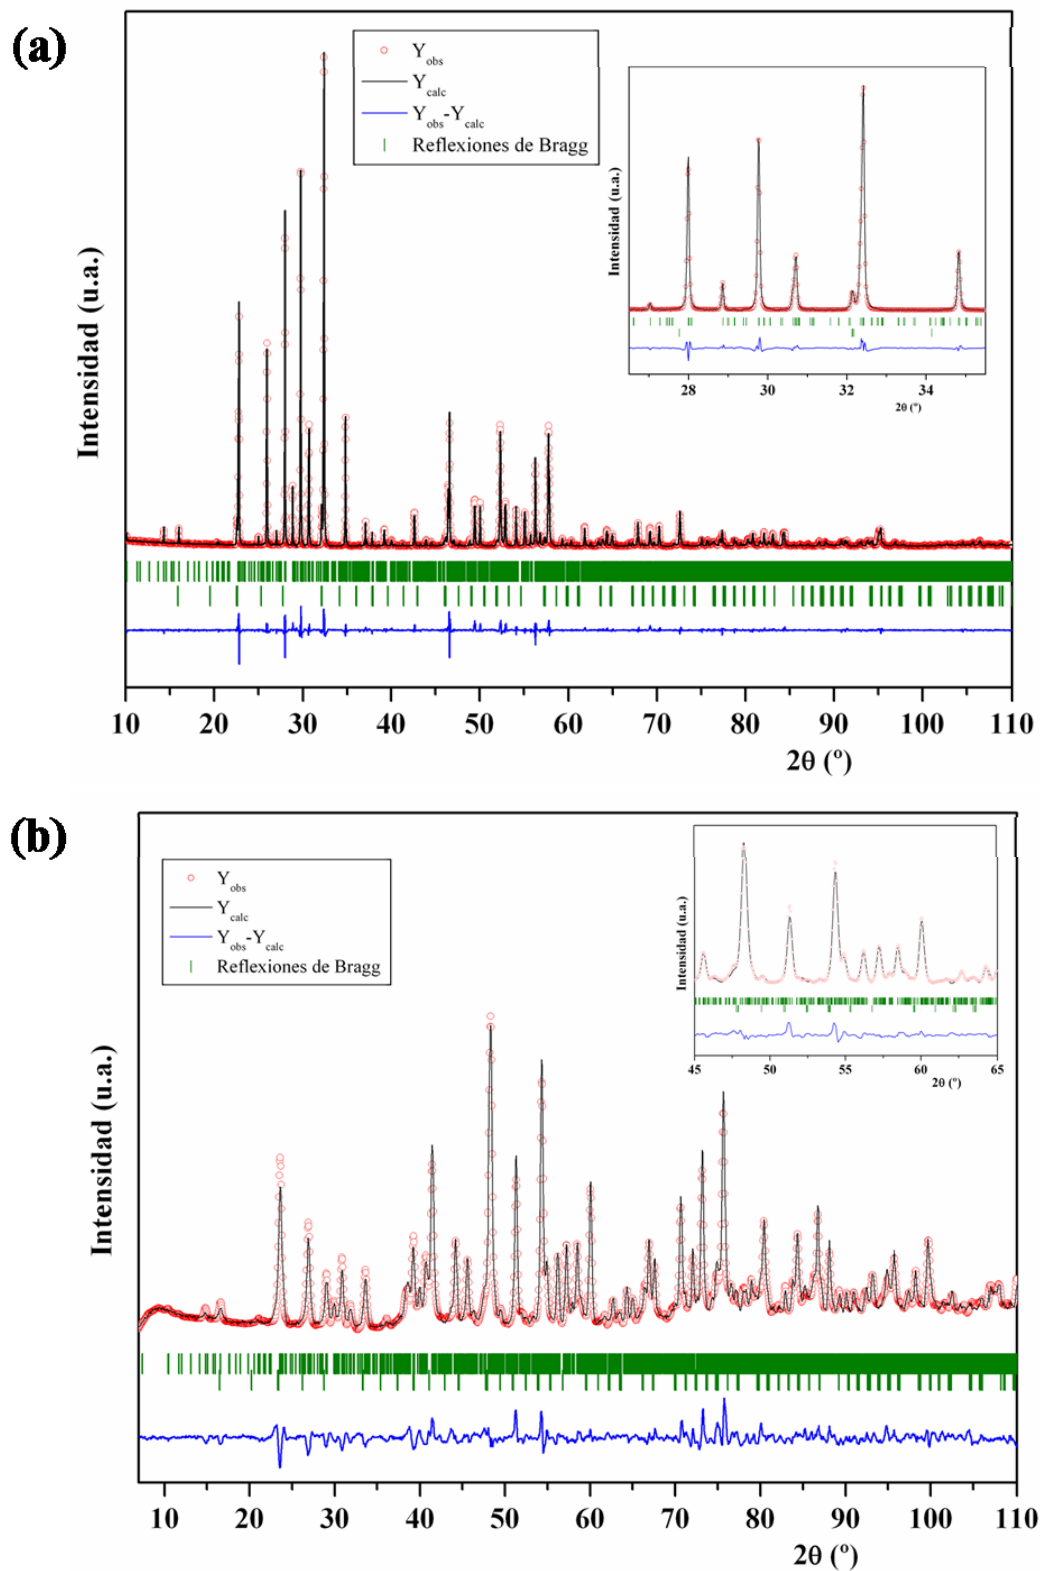 (a)
Y_obs
Y_calc
Y_obs-Y_calc
Reflexiones de Bragg
Intensidad (u.a.)
28 30 32 34
2θ (º)
Intensidad (u.a.)
10 20 30 40 50 60 70 80 90 100 110
2θ (º)
(b)
Y_obs
Y_calc
Y_obs-Y_calc
Reflexiones de Bragg
Intensidad (u.a.)
45 50 55 60 65
2θ (º)
Intensidad (u.a.)
10 20 30 40 50 60 70 80 90 100 110
2θ (º)